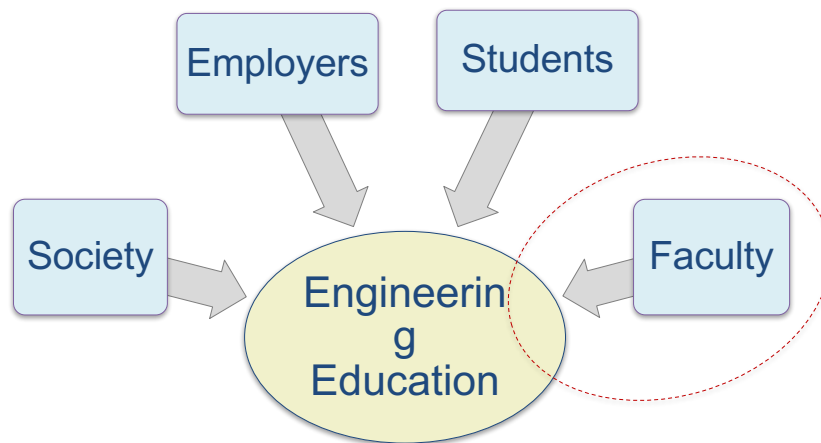 Employers
Students
Society
Faculty
Engineerin
g
Education